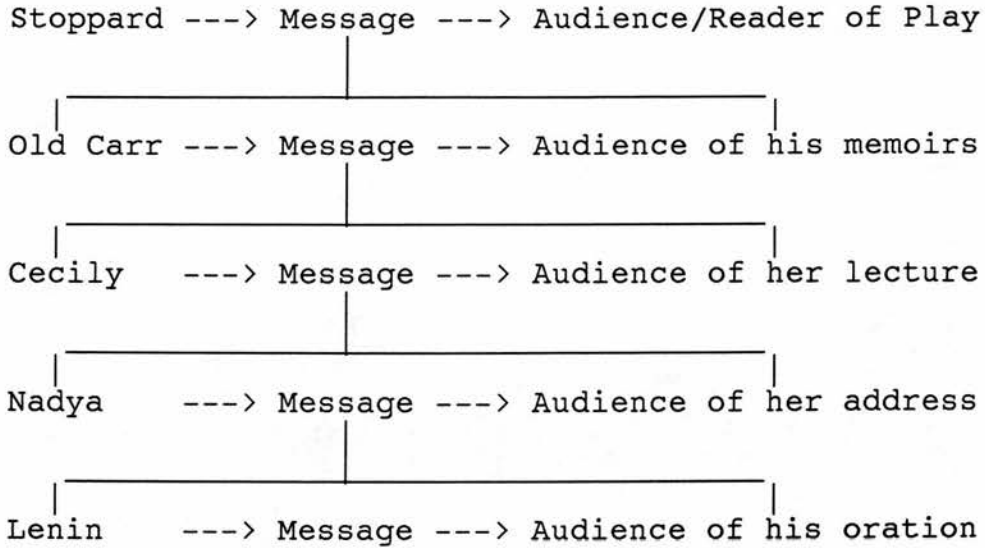 Stoppard ---> Message ---> Audience/Reader of Play
Old Carr ---> Message ---> Audience of his memoirs
Cecily ---> Message ---> Audience of her lecture
Nadya ---> Message ---> Audience of her address
Lenin ---> Message ---> Audience of his oration